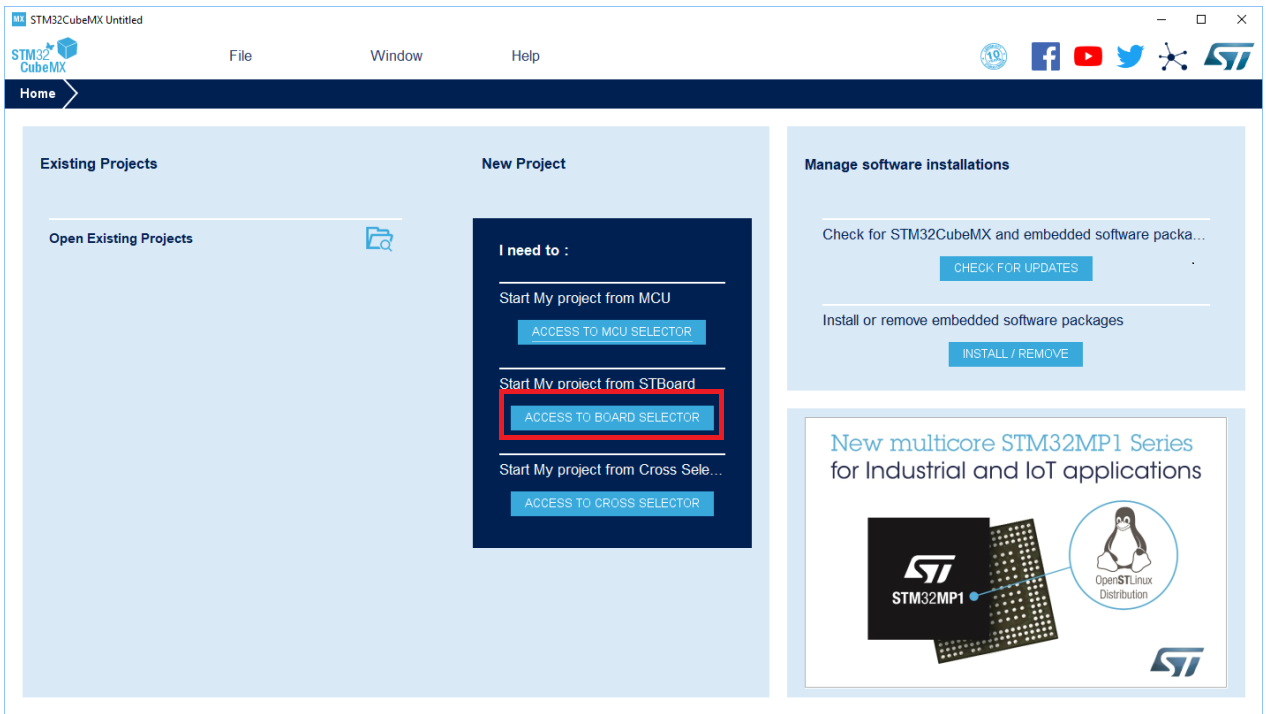 MX STM32CubeMX Untitled
STM32
CubeMX
File
Window
Help
10
Home
Existing Projects
Open Existing Projects
New Project
I need to :
Start My project from MCU
ACCESS TO MCU SELECTOR
Start My project from STBoard
ACCESS TO BOARD SELECTOR
Start My project from Cross Sele...
ACCESS TO CROSS SELECTOR
Manage software installations
Check for STM32CubeMX and embedded software packa...
CHECK FOR UPDATES
Install or remove embedded software packages
INSTALL / REMOVE
New multicore STM32MP1 Series
for Industrial and IoT applications
ST
STM32MP1
OpenSTLinux
Distribution
ST